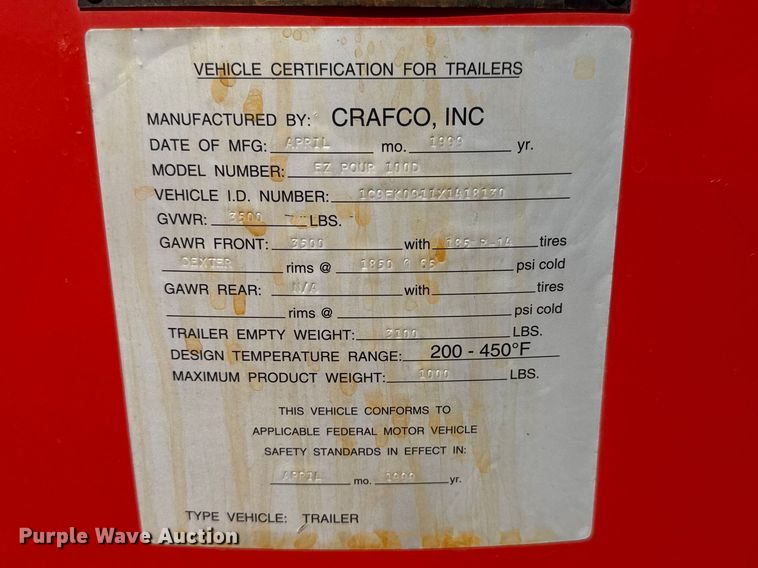 VEHICLE CERTIFICATION FOR TRAILERS
MANUFACTURED BY: CRAFCO, INC
DATE OF MFG: APRIL mo. 1999 yr.
MODEL NUMBER: EZ POUR 100D
VEHICLE I.D. NUMBER:
GVWR: 3500 LBS.
GAWR FRONT: 3500 with tires
DEXTER rims @ psi cold
GAWR REAR: N/A with tires
rims @ psi cold
TRAILER EMPTY WEIGHT: LBS.
DESIGN TEMPERATURE RANGE: 200 - 450°F
MAXIMUM PRODUCT WEIGHT: 1000 LBS.
THIS VEHICLE CONFORMS TO
APPLICABLE FEDERAL MOTOR VEHICLE
SAFETY STANDARDS IN EFFECT IN:
APRIL mo. 1999 yr.
TYPE VEHICLE: TRAILER
Purple Wave Auction